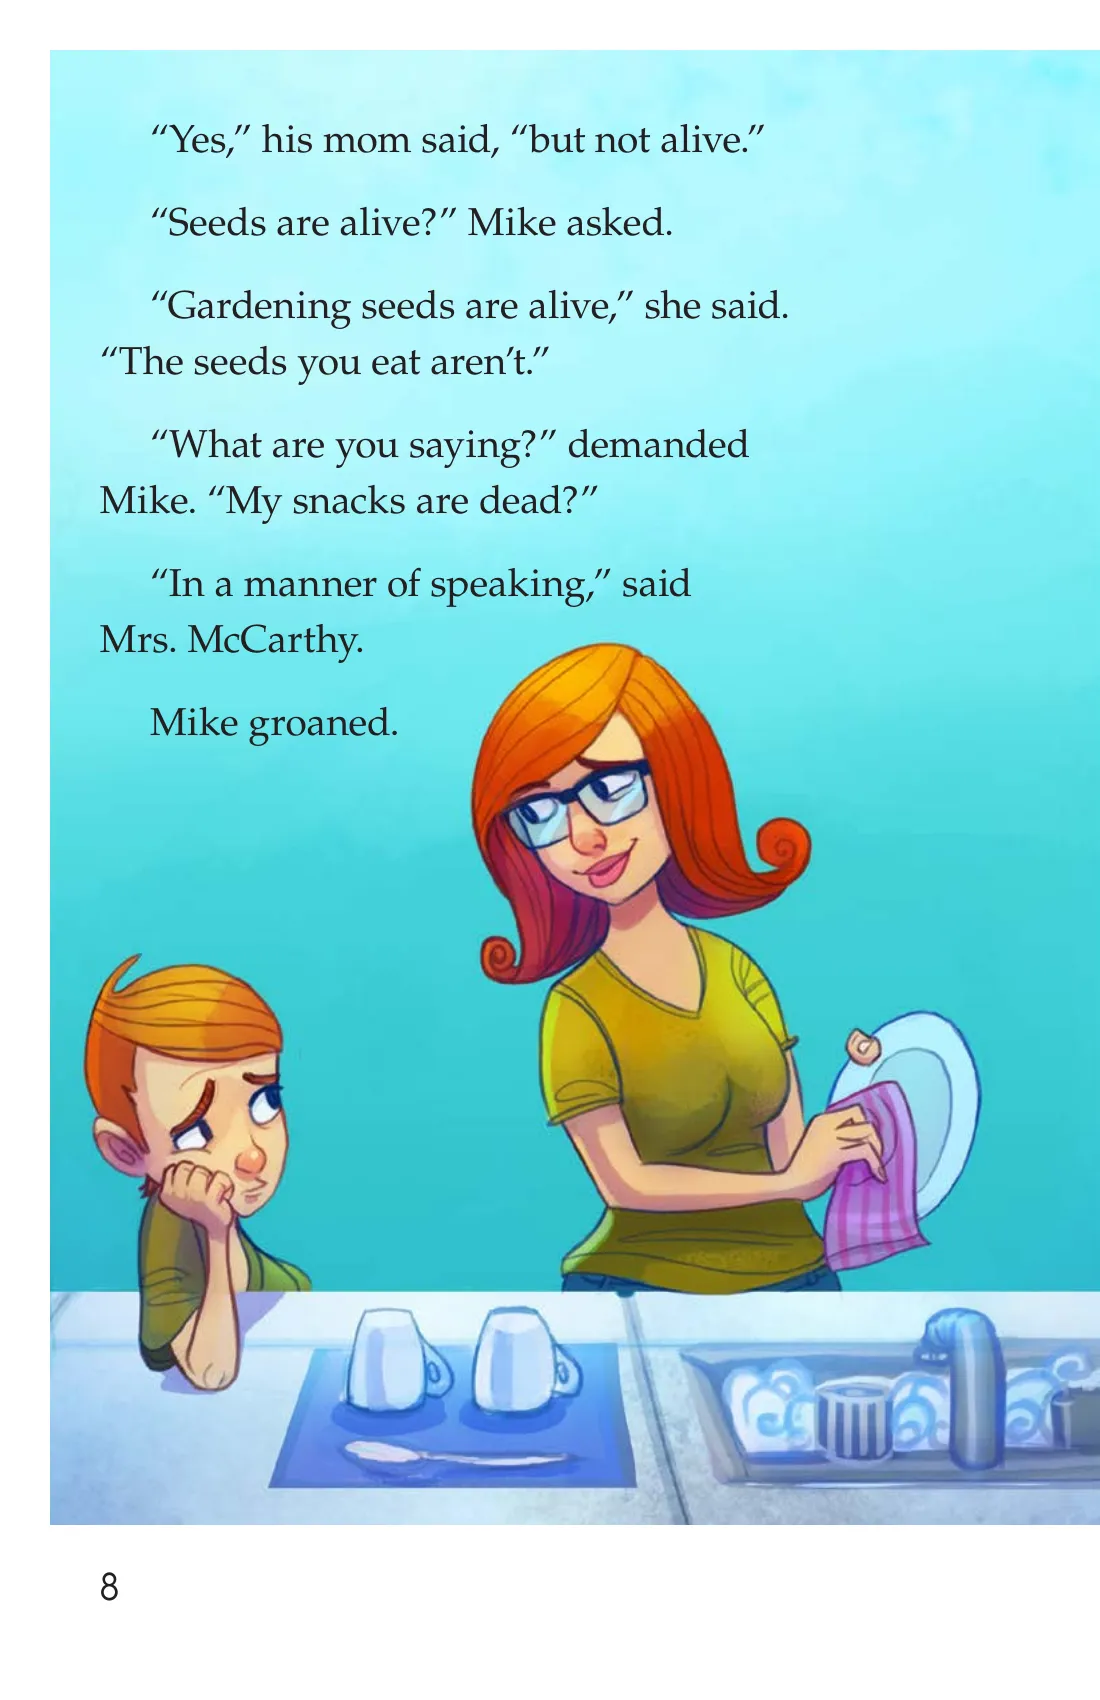 “Yes,” his mom said, “but not alive.”
“Seeds are alive?” Mike asked.
“Gardening seeds are alive,” she said.
“The seeds you eat aren’t.”
“What are you saying?” demanded
Mike. “My snacks are dead?”
“In a manner of speaking,” said
Mrs. McCarthy.
Mike groaned.
8